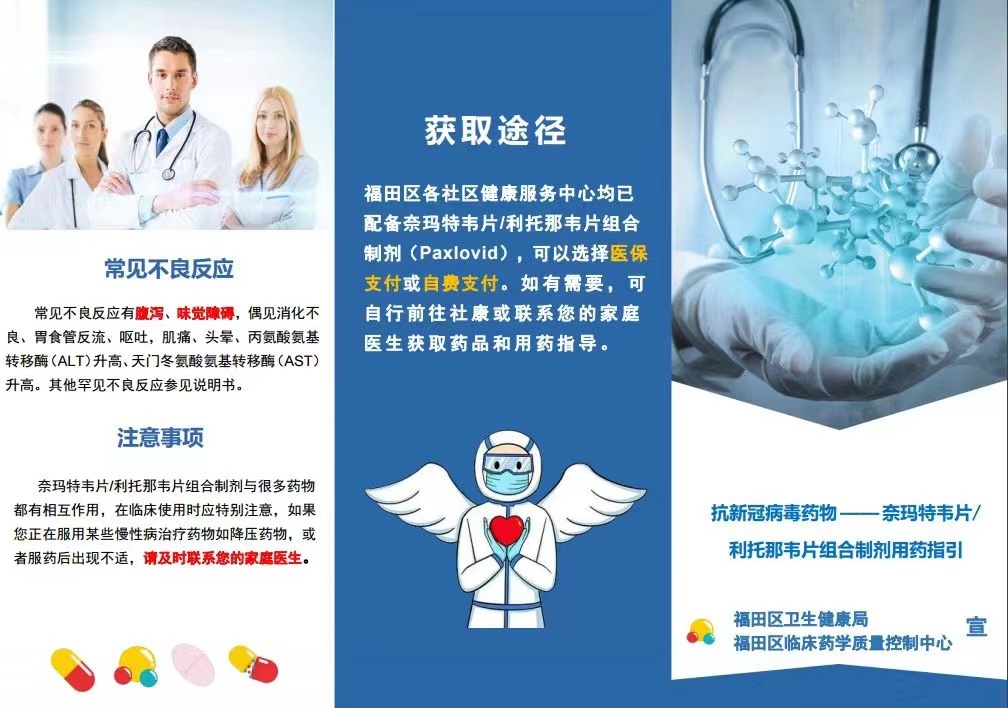 常见不良反应
常见不良反应有腹泻、味觉障碍，偶见消化不
良、胃食管反流、呕吐，肌痛、头晕、丙氨酸氨基
转移酶（ALT）升高、天门冬氨酸氨基转移酶（AST）
升高。其他罕见不良反应参见说明书。
注意事项
奈玛特韦片/利托那韦片组合制剂与很多药物
都有相互作用，在临床使用时应特别注意，如果
您正在服用某些慢性病治疗药物如降压药物，或
者服药后出现不适，请及时联系您的家庭医生。
获取途径
福田区各社区健康服务中心均已
配备奈玛特韦片/利托那韦片组合
制剂（Paxlovid），可以选择医保
支付或自费支付。如有需要，可
自行前往社康或联系您的家庭
医生获取药品和用药指导。
抗新冠病毒药物——奈玛特韦片/
利托那韦片组合制剂用药指引
福田区卫生健康局
福田区临床药学质量控制中心
宣